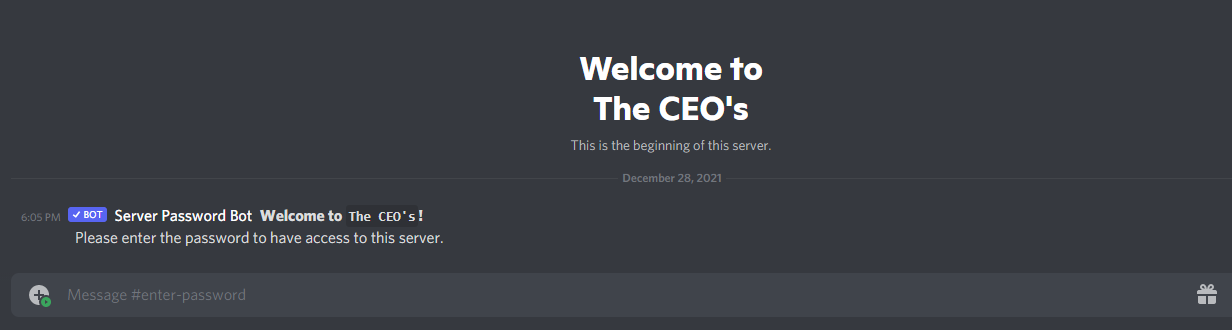 Welcome to
The CEO's
This is the beginning of this server.
December 28, 2021
6:05 PM BOT Server Password Bot Welcome to The CEO's!
Please enter the password to have access to this server.
Message #enter-password